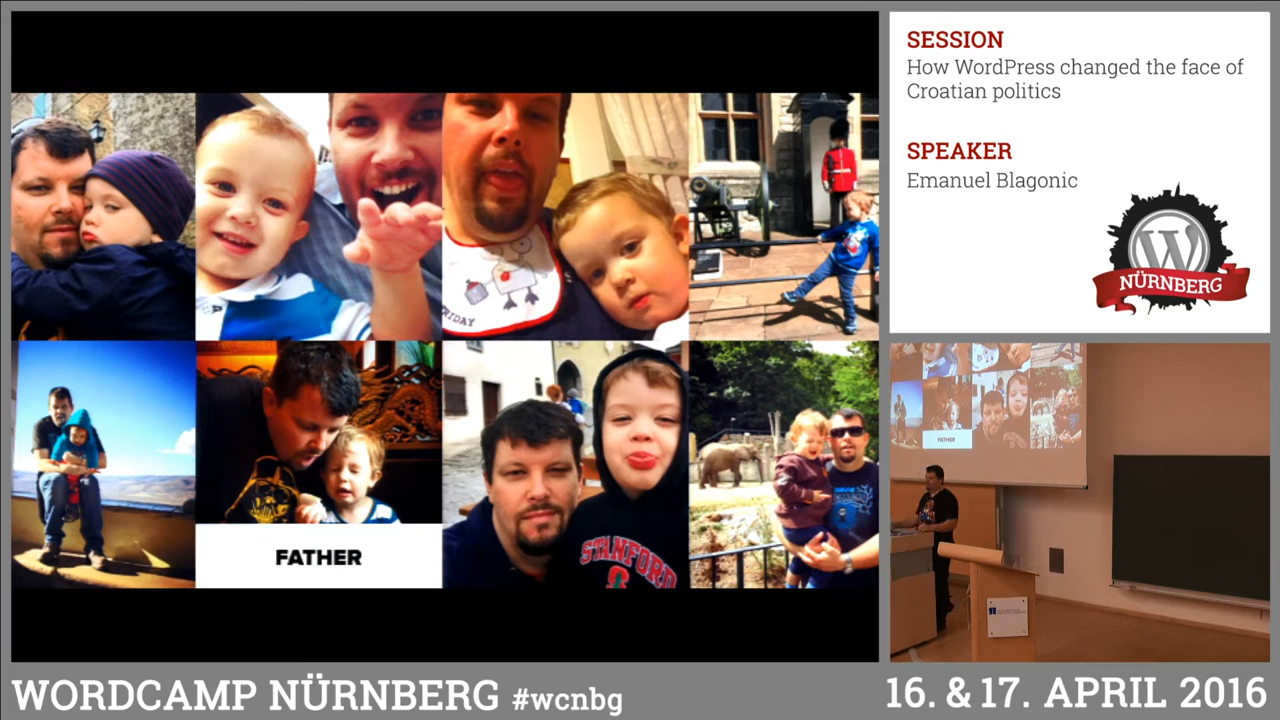 SESSION
How WordPress changed the face of
Croatian politics
SPEAKER
Emanuel Blagonic
W
NÜRNBERG
FATHER
STANFORD
S
FATHER
WORDCAMP NÜRNBERG #wcnbg
16. & 17. APRIL 2016